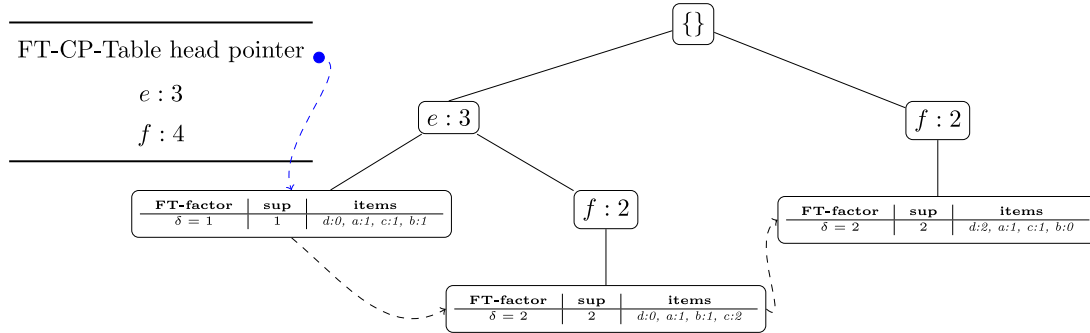 {}
FT-CP-Table head pointer
e : 3
f : 4
e : 3
f : 2
FT-factor sup items
δ = 1 1 d:0, a:1, c:1, b:1
f : 2
FT-factor sup items
δ = 2 2 d:2, a:1, c:1, b:0
FT-factor sup items
δ = 2 2 d:0, a:1, b:1, c:2